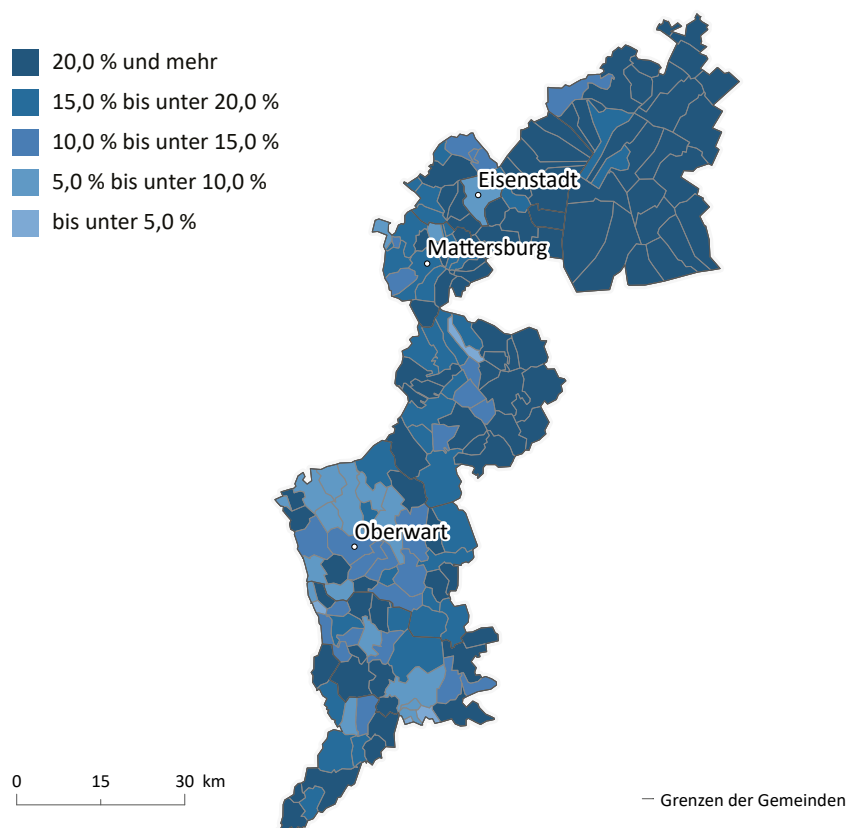 20,0 % und mehr
15,0 % bis unter 20,0 %
10,0 % bis unter 15,0 %
5,0 % bis unter 10,0 %
bis unter 5,0 %
Eisenstadt
Mattersburg
Oberwart
0 15 30 km
Grenzen der Gemeinden